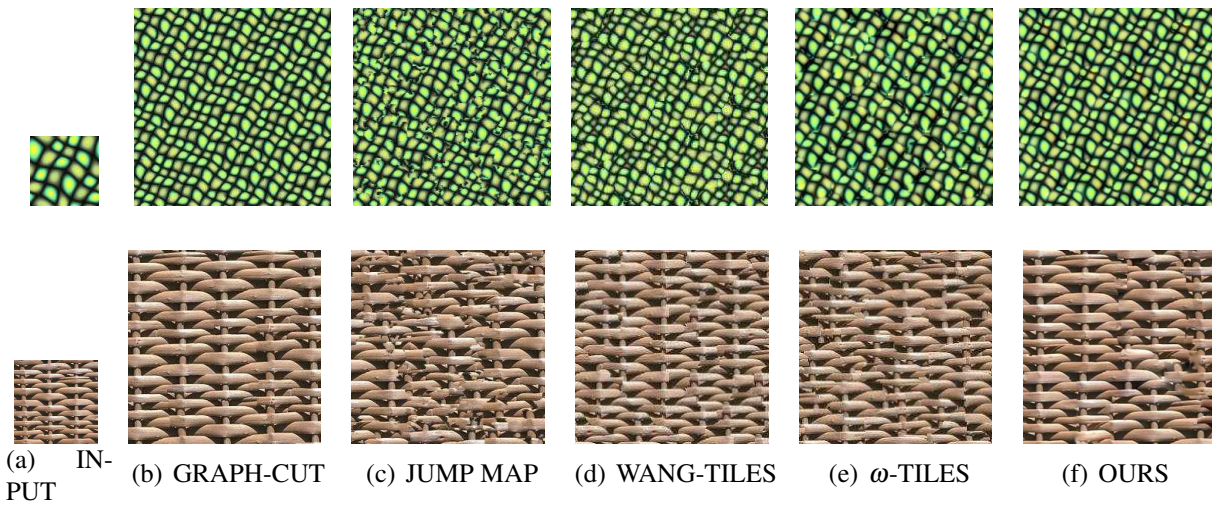 (a) IN-
PUT
(b) GRAPH-CUT
(c) JUMP MAP
(d) WANG-TILES
(e) ω-TILES
(f) OURS